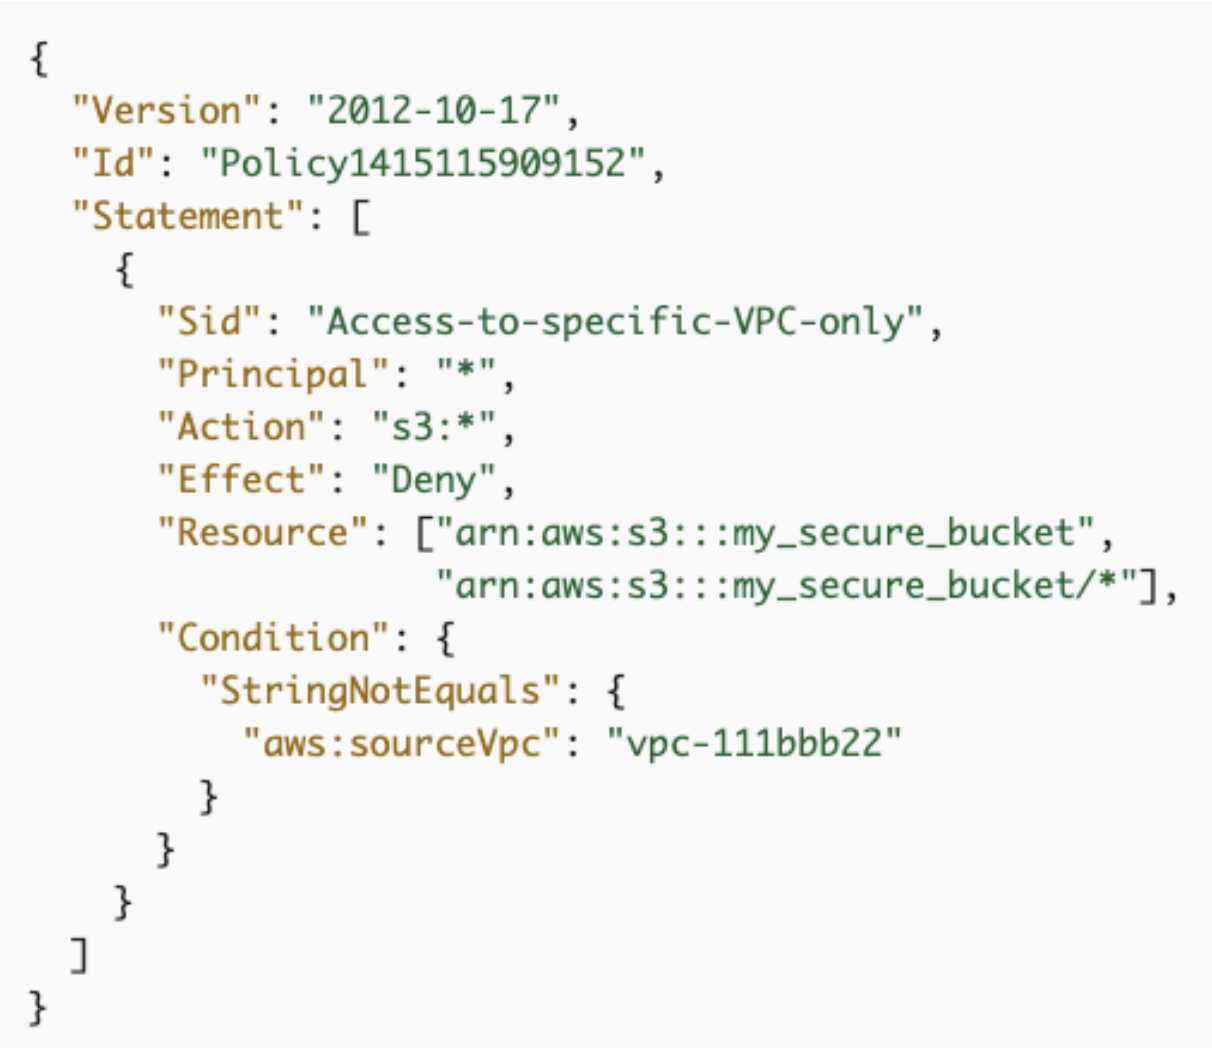 {
  "Version": "2012-10-17",
  "Id": "Policy1415115909152",
  "Statement": [
    {
      "Sid": "Access-to-specific-VPC-only",
      "Principal": "*",
      "Action": "s3:*",
      "Effect": "Deny",
      "Resource": ["arn:aws:s3:::my_secure_bucket",
                   "arn:aws:s3:::my_secure_bucket/*"],
      "Condition": {
        "StringNotEquals": {
          "aws:sourceVpc": "vpc-111bbb22"
        }
      }
    }
  ]
}